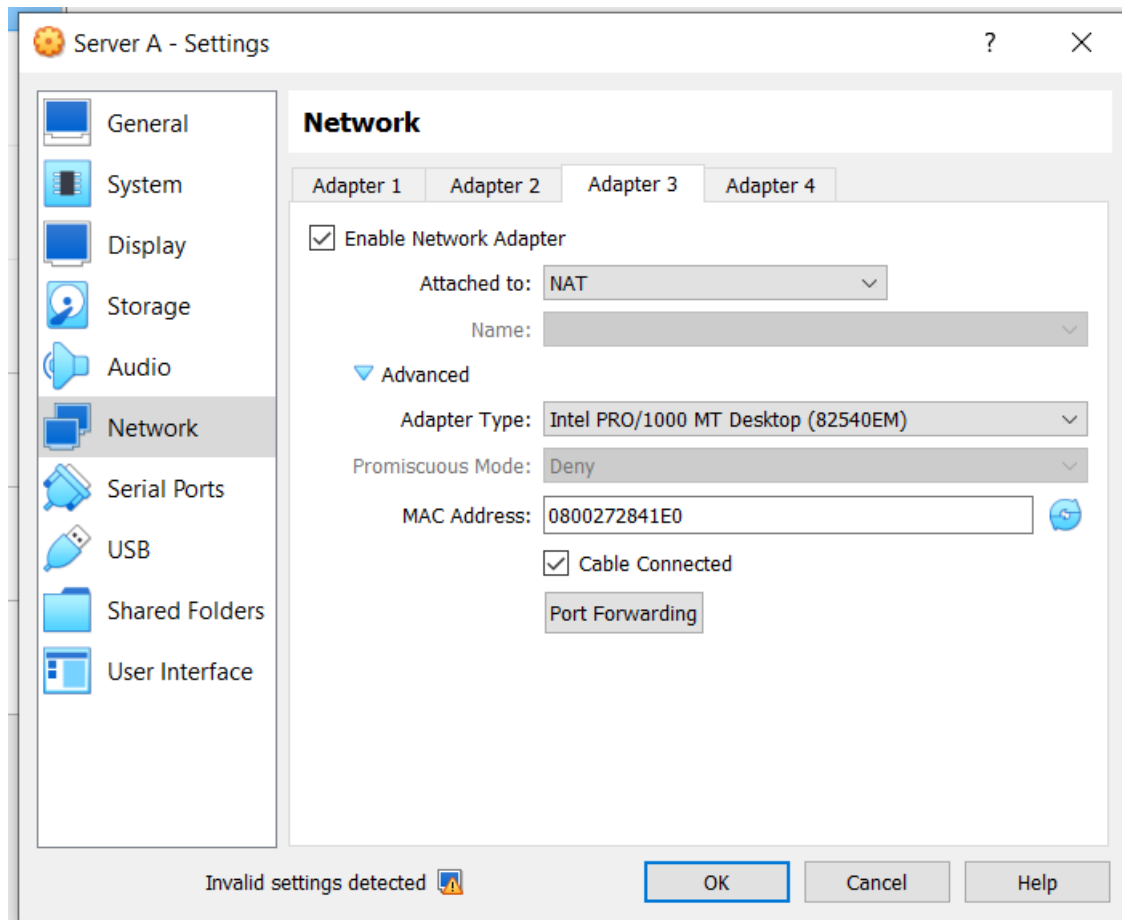 Server A - Settings
?
General
System
Display
Storage
Audio
Network
Serial Ports
USB
Shared Folders
User Interface
Network
Adapter 1
Adapter 2
Adapter 3
Adapter 4
Enable Network Adapter
Attached to: NAT
Name:
Advanced
Adapter Type: Intel PRO/1000 MT Desktop (82540EM)
Promiscuous Mode: Deny
MAC Address: 0800272841E0
Cable Connected
Port Forwarding
Invalid settings detected
OK
Cancel
Help